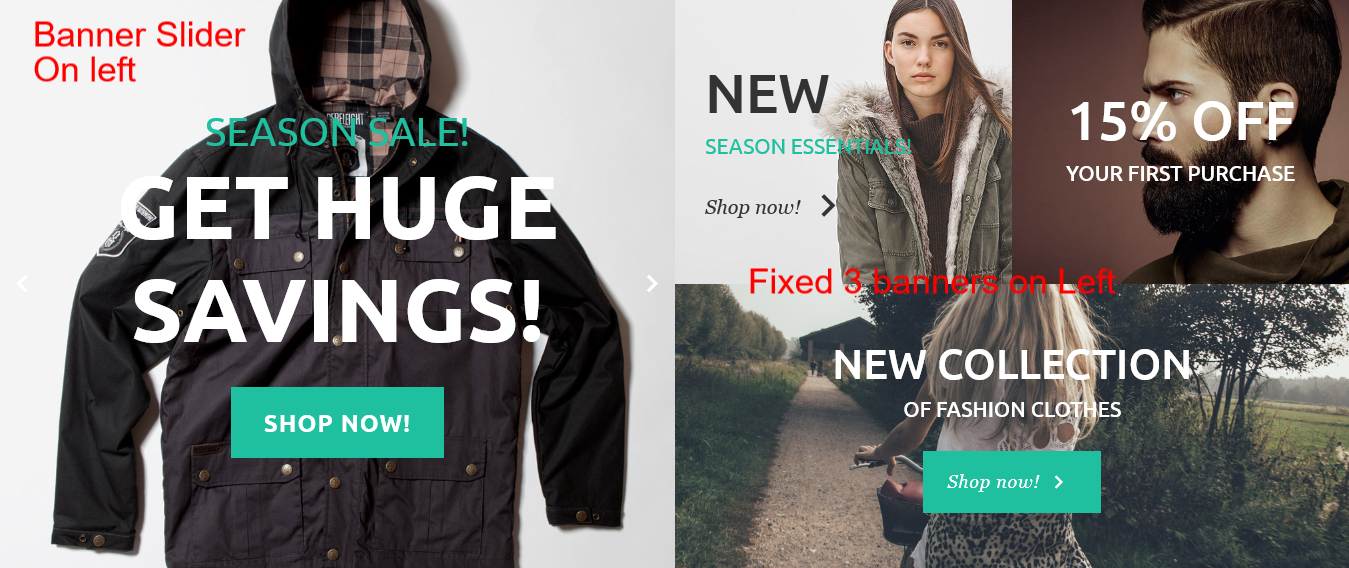 Banner Slider
On left
SEASON SALE!
GET HUGE
SAVINGS!
SHOP NOW!
NEW
SEASON ESSENTIALS!
Shop now!
15% OFF
YOUR FIRST PURCHASE
Fixed 3 banners on Left
NEW COLLECTION
OF FASHION CLOTHES
Shop now!